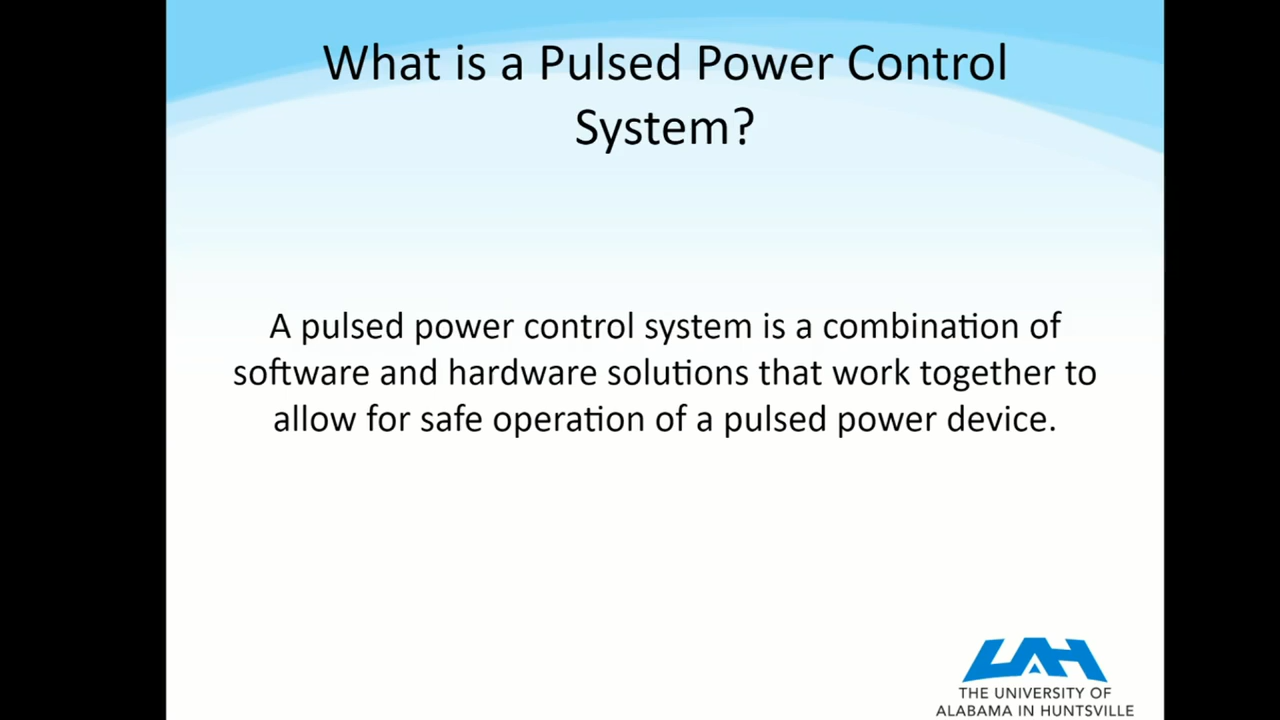 What is a Pulsed Power Control
System?
A pulsed power control system is a combination of
software and hardware solutions that work together to
allow for safe operation of a pulsed power device.
UAH
THE UNIVERSITY OF
ALABAMA IN HUNTSVILLE